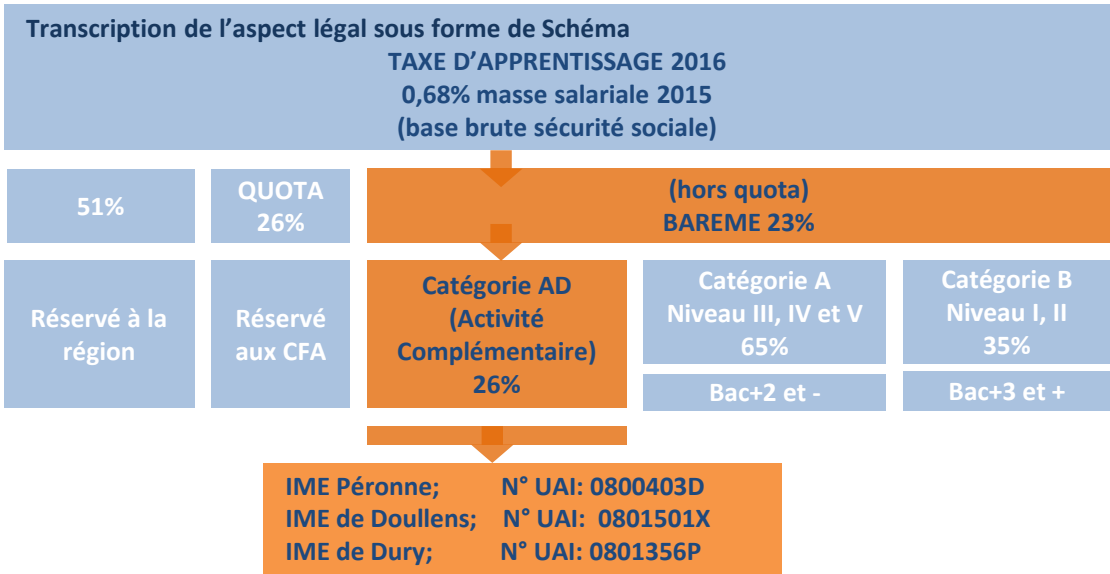 Transcription de l’aspect légal sous forme de Schéma
TAXE D’APPRENTISSAGE 2016
0,68% masse salariale 2015
(base brute sécurité sociale)
51%
QUOTA
26%
(hors quota)
BAREME 23%
Réservé à la
région
Réservé
aux CFA
Catégorie AD
(Activité
Complémentaire)
26%
Catégorie A
Niveau III, IV et V
65%
Catégorie B
Niveau I, II
35%
Bac+2 et -
Bac+3 et +
IME Péronne; N° UAI: 0800403D
IME de Doullens; N° UAI: 0801501X
IME de Dury; N° UAI: 0801356P